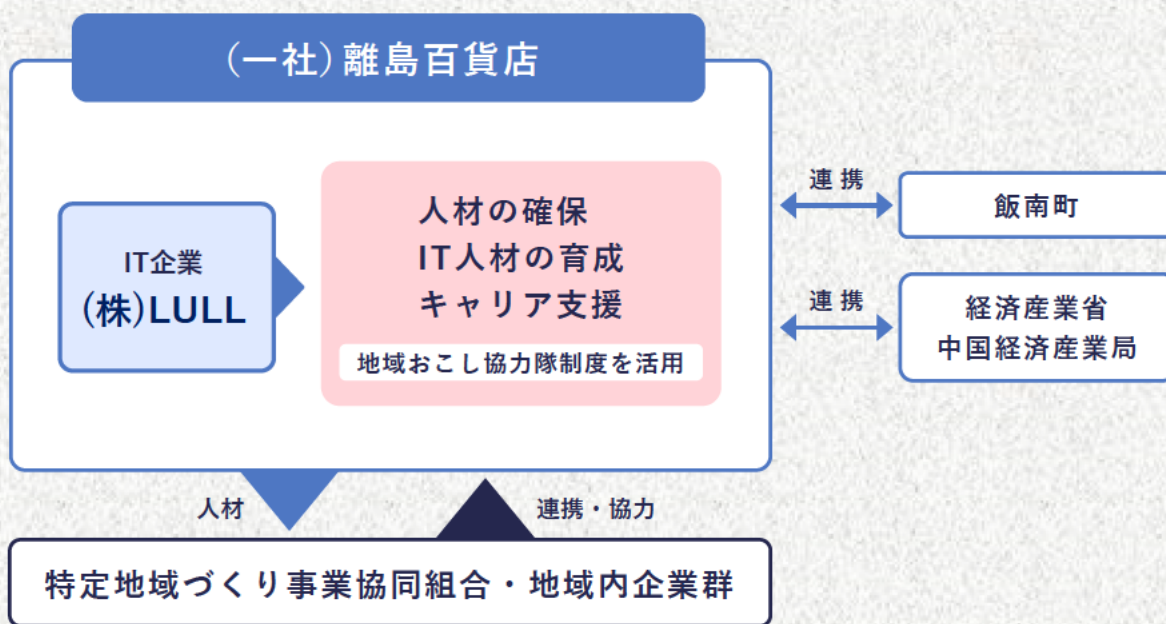 (一社)離島百貨店
IT企業
(株)LULL
人材の確保
IT人材の育成
キャリア支援
地域おこし協力隊制度を活用
連携
飯南町
連携
経済産業省
中国経済産業局
人材
連携・協力
特定地域づくり事業協同組合・地域内企業群